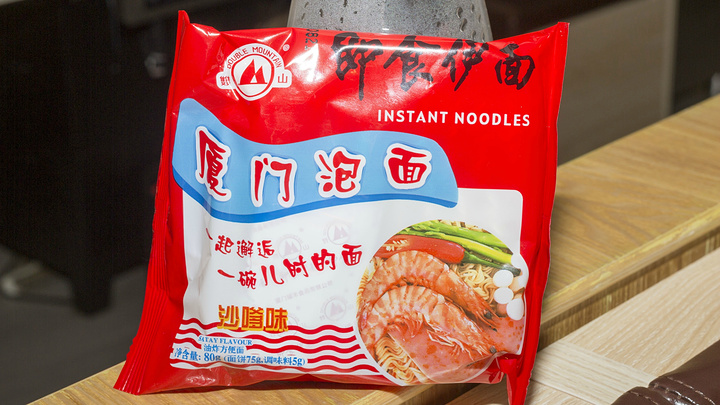 DOUBLE MOUNTAIN
即食伊面
INSTANT NOODLES
厦门泡面
一起邂逅
一碗儿时的面
沙嗲味
SATAY FLAVOUR
油炸方便面
净含量:80g(面饼75g,调味料5g)